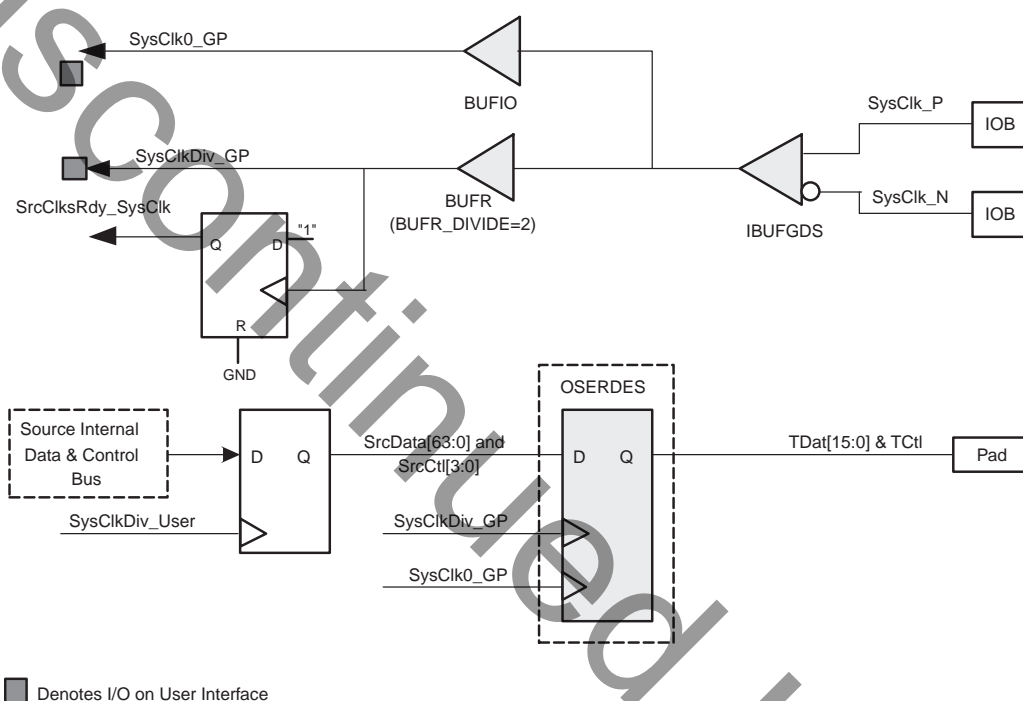 SysClk0_GP
BUFIO
SysClk_P
IOB
SysClkDiv_GP
BUFR
(BUFR_DIVIDE=2)
IBUFGDS
SysClk_N
IOB
SrcClksRdy_SysClk
Q
D
"1"
R
GND
OSERDES
Source Internal
Data & Control
Bus
D
Q
SrcData[63:0] and
SrcCtl[3:0]
D
Q
TDat[15:0] & TCtl
Pad
SysClkDiv_User
SysClkDiv_GP
SysClk0_GP
Denotes I/O on User Interface
iscontinued